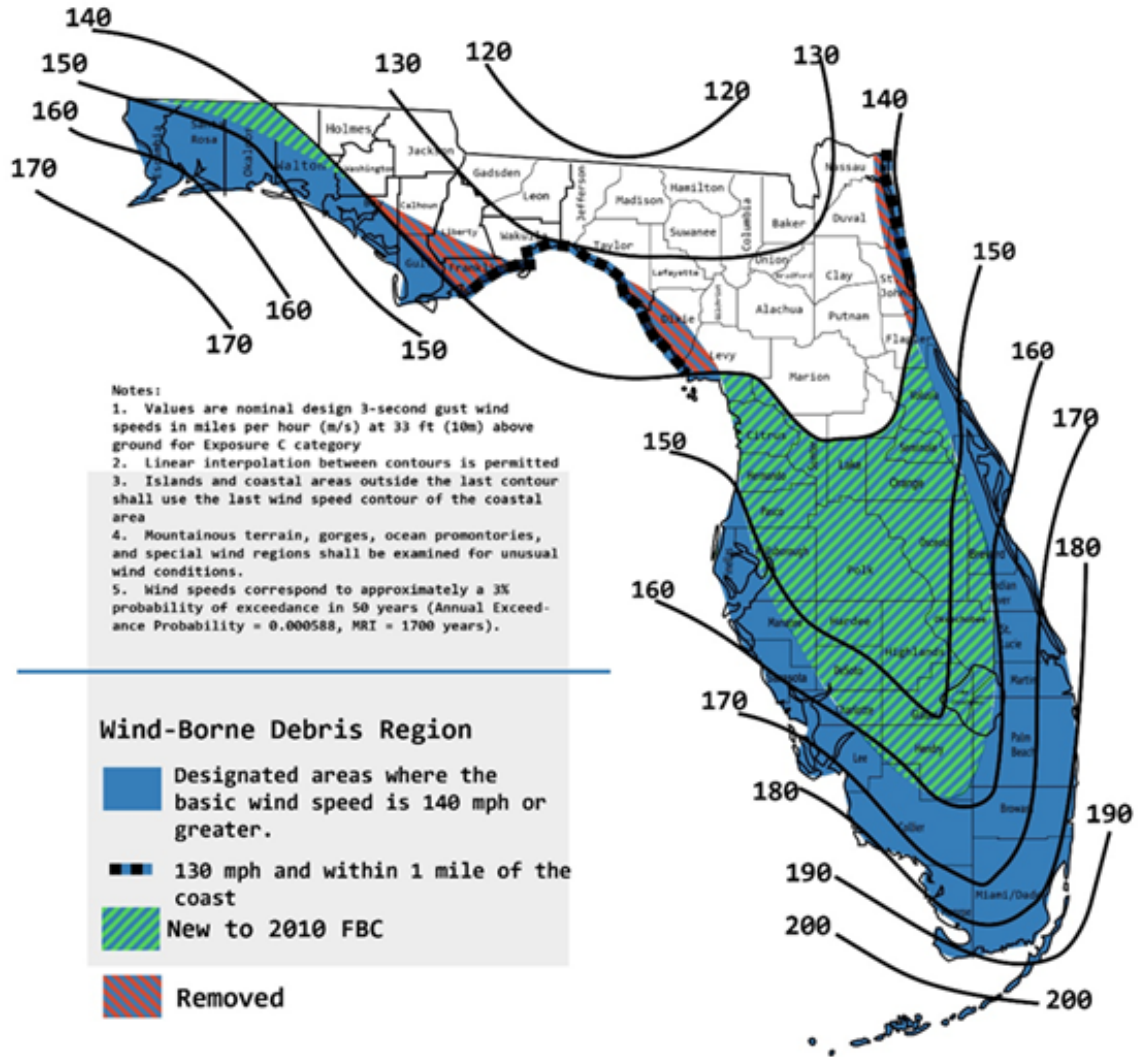 140
150
160
170
130
120
120
130
140
150
160
170
180
190
200
170
160
150
150
160
170
180
190
200
Rosa
Walton
Holmes
Washington
Jackson
Calhoun
Liberty
Gadsden
Leon
Wakulla
Jefferson
Madison
Hamilton
Suwanee
Taylor
Lafayette
Dixie
Levy
Columbia
Baker
Union
Bradford
Nassau
Duval
Clay
St.
Alachua
Putnam
Marion
Citrus
Lake
Orange
Pasco
Polk
Hardee
Highlands
St.
Lucie
Martin
Hendry
Palm
Beach
Lee
Collier
Miami/Dade
Notes:
1. Values are nominal design 3-second gust wind
speeds in miles per hour (m/s) at 33 ft (10m) above
ground for Exposure C category
2. Linear interpolation between contours is permitted
3. Islands and coastal areas outside the last contour
shall use the last wind speed contour of the coastal
area
4. Mountainous terrain, gorges, ocean promontories,
and special wind regions shall be examined for unusual
wind conditions.
5. Wind speeds correspond to approximately a 3%
probability of exceedance in 50 years (Annual Exceed-
ance Probability = 0.000588, MRI = 1700 years).
Wind-Borne Debris Region
Designated areas where the
basic wind speed is 140 mph or
greater.
130 mph and within 1 mile of the
coast
New to 2010 FBC
Removed